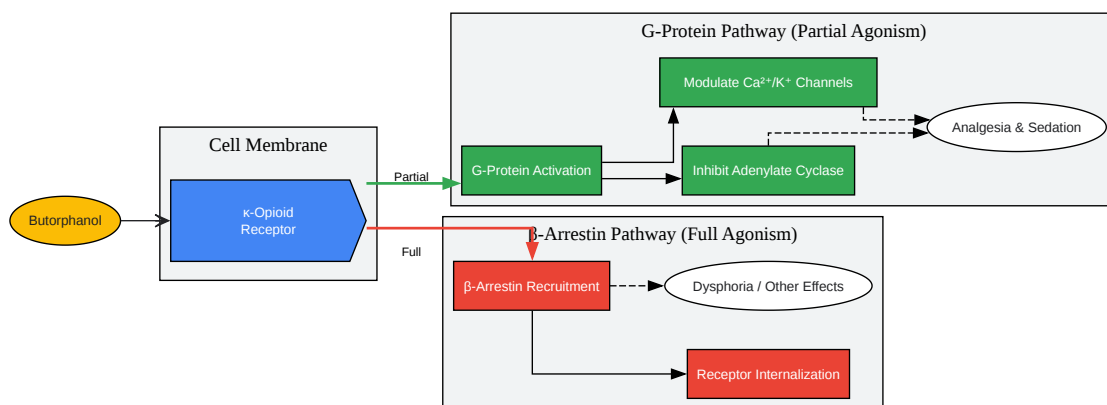 G-Protein Pathway (Partial Agonism)
Modulate Ca²⁺/K⁺ Channels
Analgesia & Sedation
Cell Membrane
Partial
G-Protein Activation
Inhibit Adenylate Cyclase
Butorphanol
κ-Opioid
Receptor
Full
β-Arrestin Pathway (Full Agonism)
β-Arrestin Recruitment
Dysphoria / Other Effects
Receptor Internalization